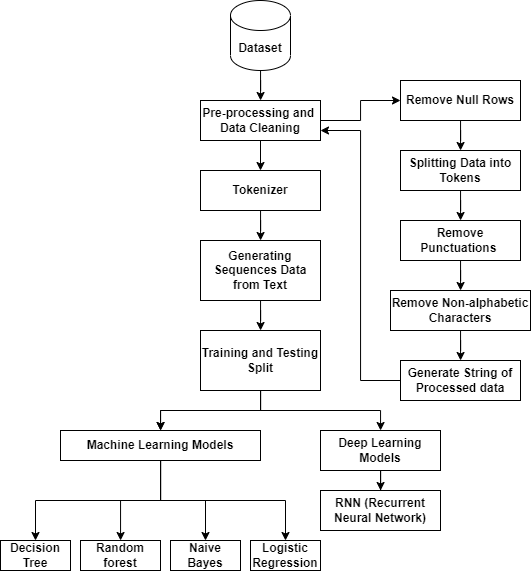 Dataset
Pre-processing and
Data Cleaning
Remove Null Rows
Splitting Data into
Tokens
Tokenizer
Remove
Punctuations
Generating
Sequences Data
from Text
Remove Non-alphabetic
Characters
Training and Testing
Split
Generate String of
Processed data
Machine Learning Models
Deep Learning
Models
RNN (Recurrent
Neural Network)
Decision
Tree
Random
forest
Naive
Bayes
Logistic
Regression